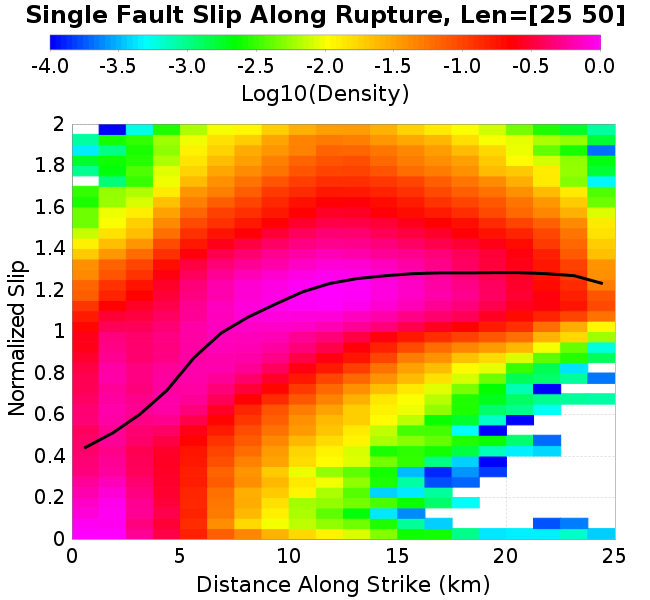 Single Fault Slip Along Rupture, Len=[25 50]
-4.0 -3.5 -3.0 -2.5 -2.0 -1.5 -1.0 -0.5 0.0
Log10(Density)
2
1.8
1.6
1.4
1.2
1
0.8
0.6
0.4
0.2
0
Normalized Slip
0 5 10 15 20 25
Distance Along Strike (km)